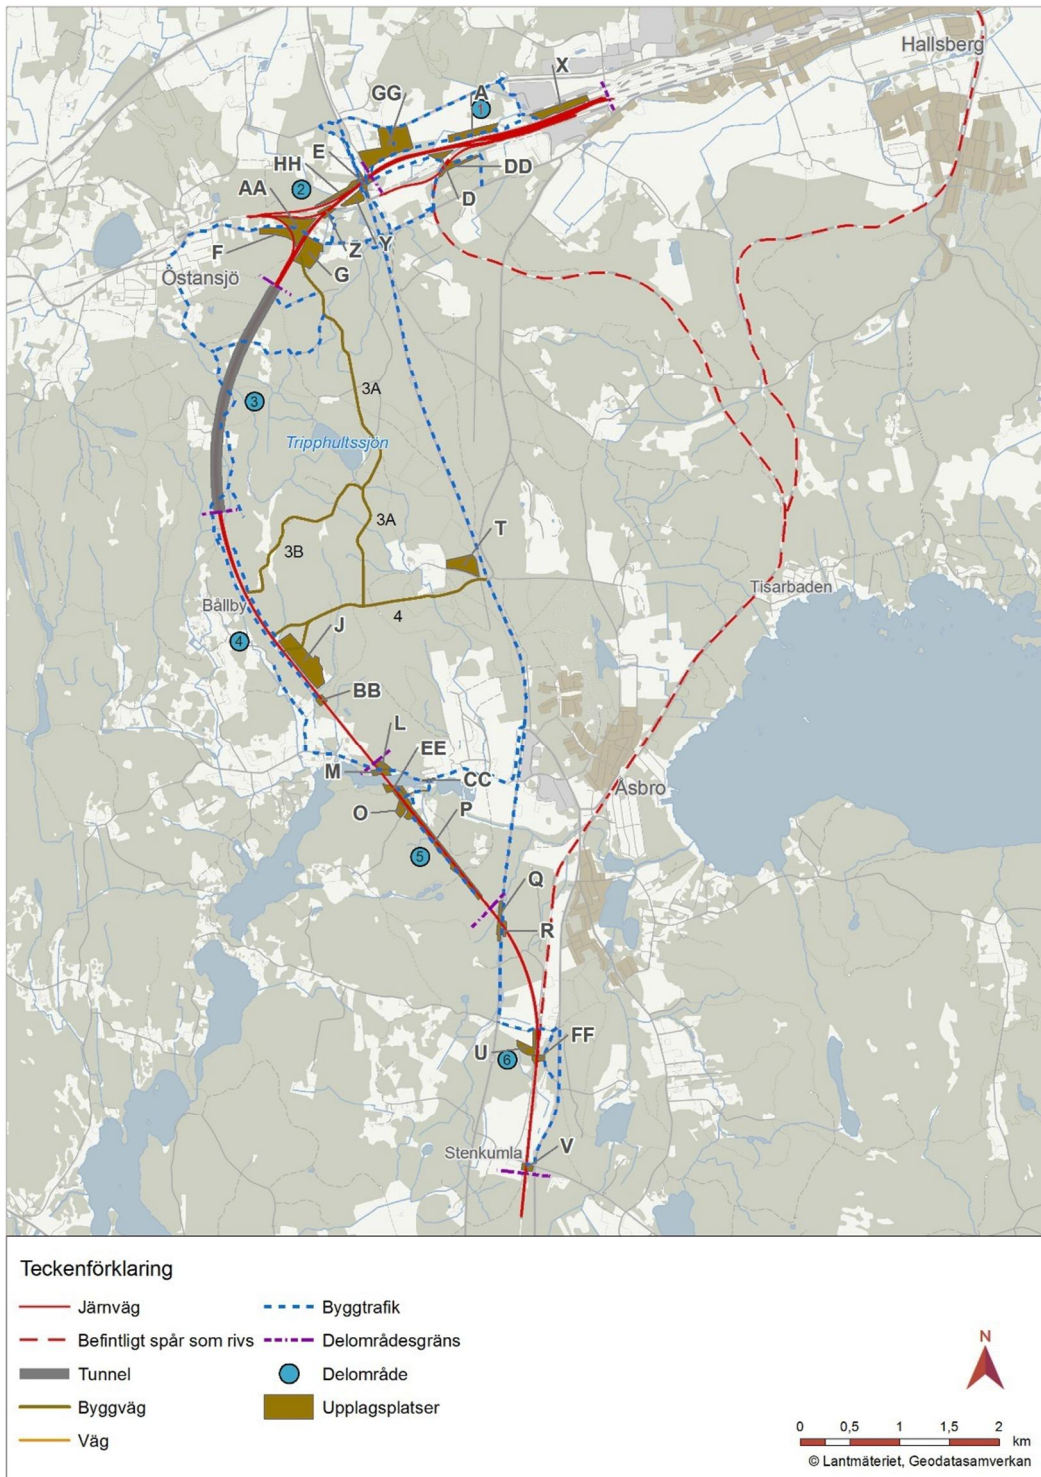 Hallsberg
X
A
GG
1
E
HH
DD
2
AA
D
F
Z
Y
G
Östansjö
3A
3
Tripphultssjön
3A
T
3B
Tisarbaden
Bållby
4
J
4
BB
L
EE
M
CC
Åsbro
O
P
5
Q
R
FF
U
6
Stenkumla
V
Teckenförklaring
Järnväg
Byggtrafik
Befintligt spår som rivs
Delområdesgräns
Tunnel
Delområde
Byggväg
Upplagsplatser
Väg
N
0 0,5 1 1,5 2
km
© Lantmäteriet, Geodatasamverkan